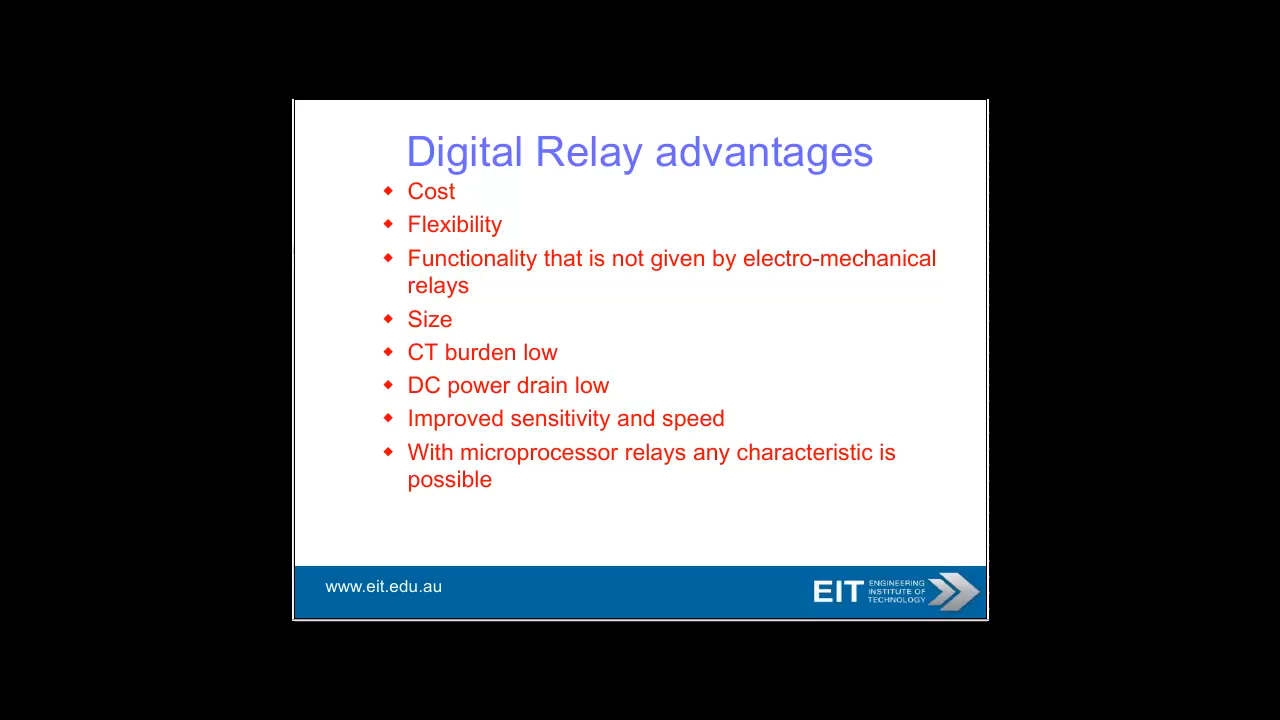 Digital Relay advantages
Cost
Flexibility
Functionality that is not given by electro-mechanical
relays
Size
CT burden low
DC power drain low
Improved sensitivity and speed
With microprocessor relays any characteristic is
possible
www.eit.edu.au
EIT
ENGINEERING
INSTITUTE OF
TECHNOLOGY